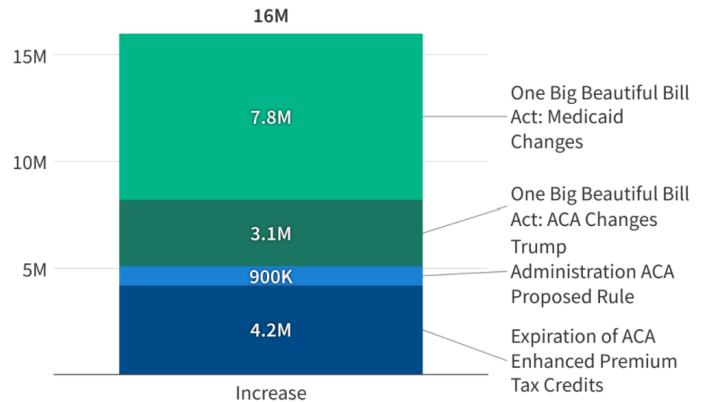 16M
15M
10M
5M
7.8M
3.1M
900K
4.2M
Increase
One Big Beautiful Bill
Act: Medicaid
Changes
One Big Beautiful Bill
Act: ACA Changes
Trump
Administration ACA
Proposed Rule
Expiration of ACA
Enhanced Premium
Tax Credits